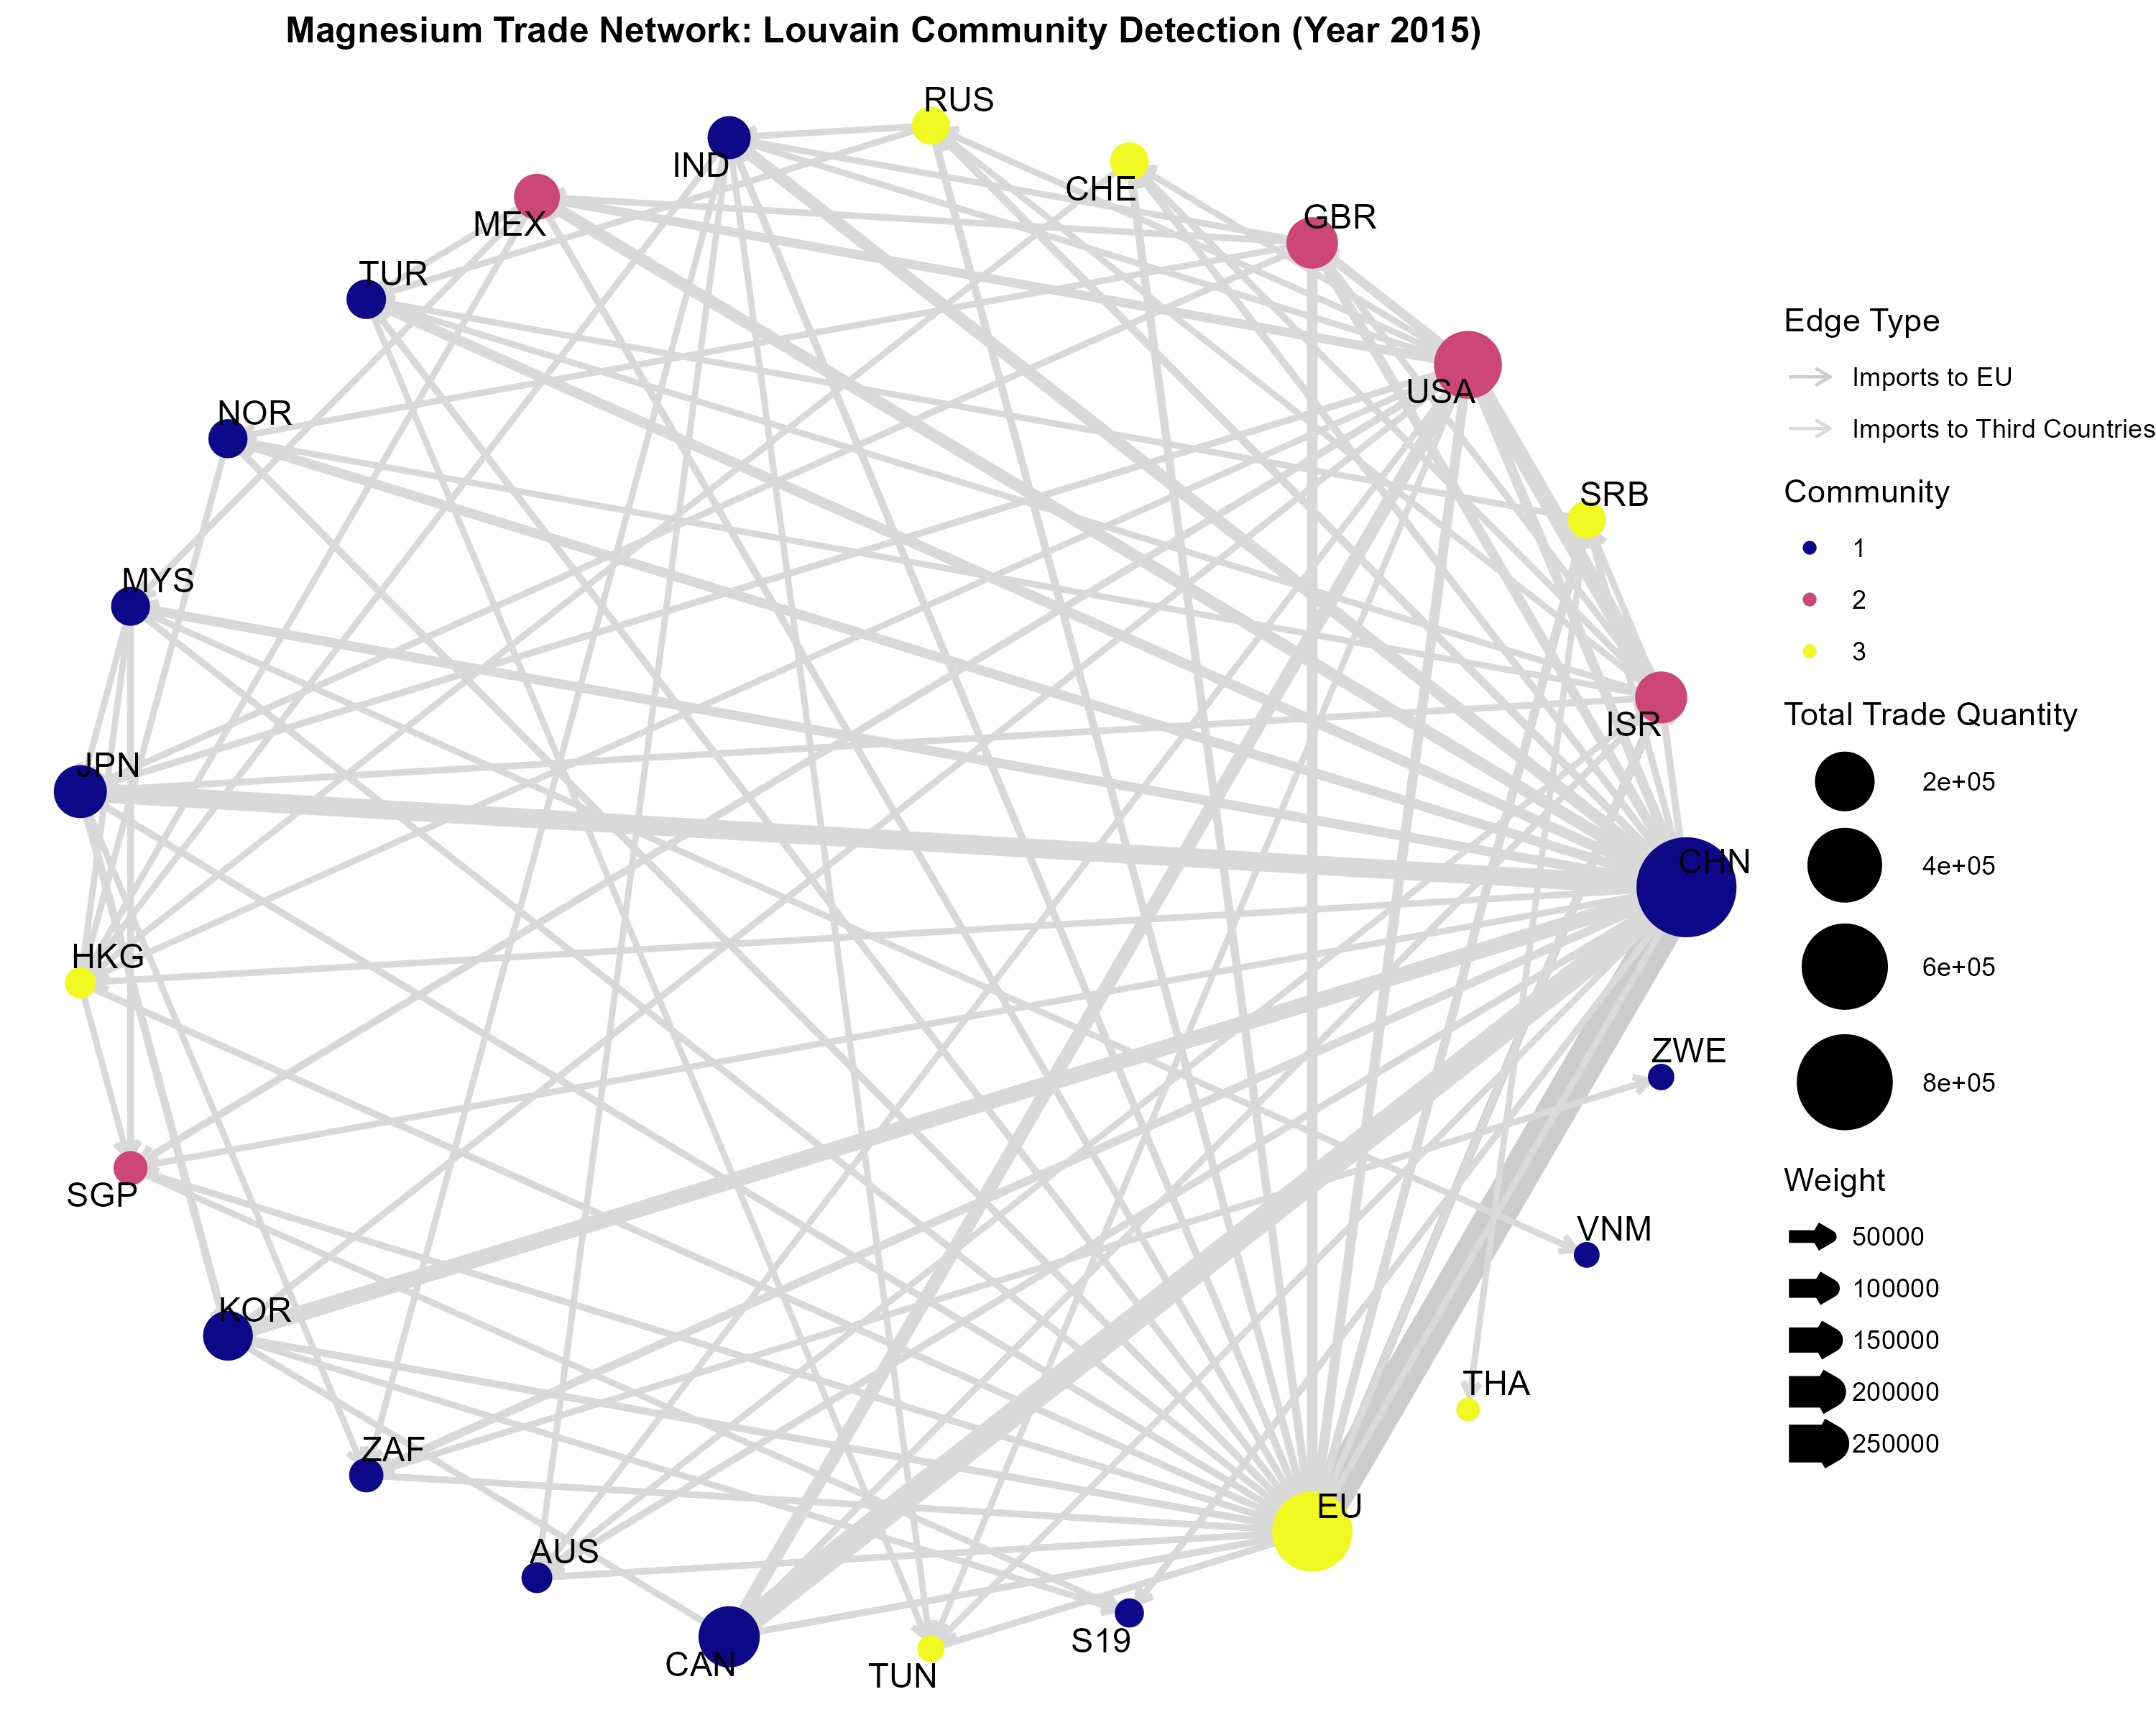 Magnesium Trade Network: Louvain Community Detection (Year 2015)
RUS
IND
CHE
MEX
GBR
TUR
USA
NOR
SRB
MYS
ISR
JPN
CHN
HKG
ZWE
SGP
VNM
KOR
THA
ZAF
EU
AUS
S19
CAN
TUN
Edge Type
Imports to EU
Imports to Third Countries
Community
1
2
3
Total Trade Quantity
2e+05
4e+05
6e+05
8e+05
Weight
50000
100000
150000
200000
250000